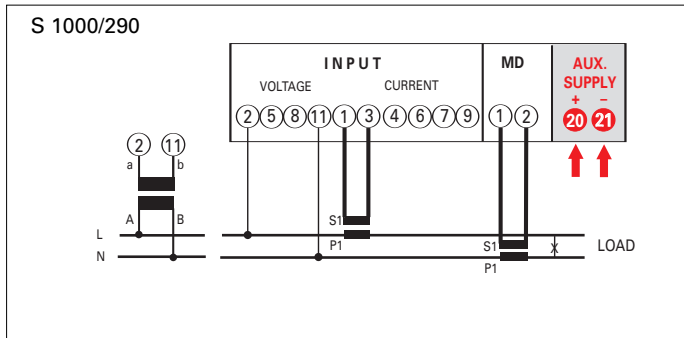 S 1000/290
INPUT
MD
AUX.
SUPPLY
VOLTAGE
CURRENT
+ −
2 5 8 11 1 3 4 6 7 9
1 2
20 21
2 11
a b
A B
S1
L
P1
S1
X
LOAD
N
P1